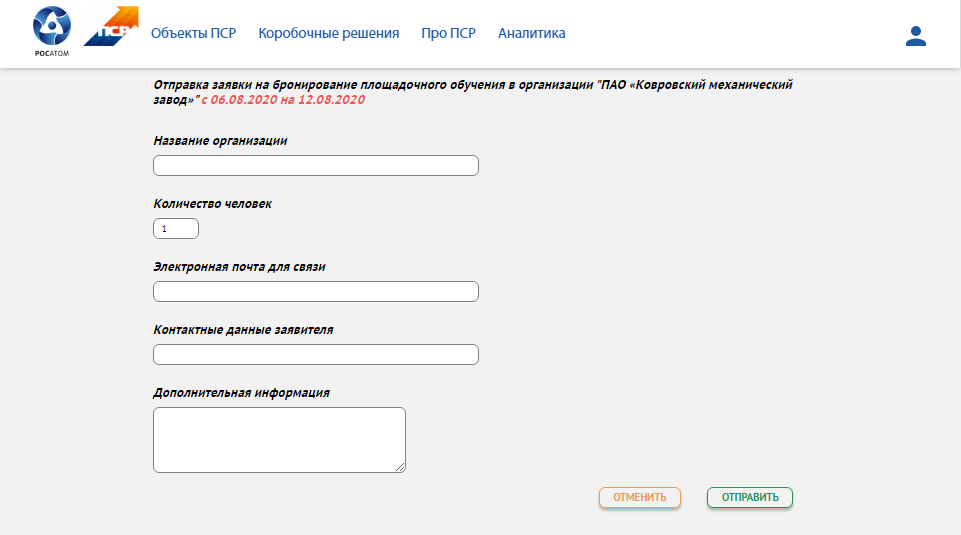 РОСАТОМ
ПСР
Объекты ПСР Коробочные решения Про ПСР Аналитика
Отправка заявки на бронирование площадочного обучения в организации "ПАО «Ковровский механический
завод»" с 06.08.2020 на 12.08.2020
Название организации
Количество человек
1
Электронная почта для связи
Контактные данные заявителя
Дополнительная информация
ОТМЕНИТЬ ОТПРАВИТЬ